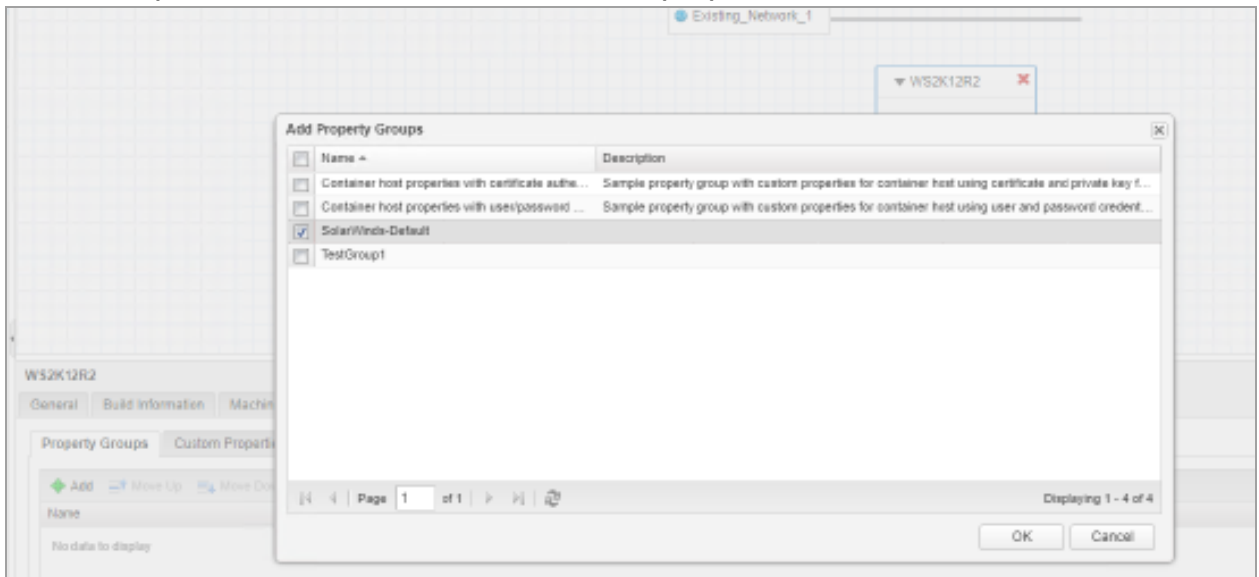 Existing_Network_1
WS2K12R2
Add Property Groups
Name Description
Container host properties with certificate authe... Sample property group with custom properties for container host using certificate and private key f...
Container host properties with user/password ... Sample property group with custom properties for container host using user and password credent...
SolarWinds-Default
TestGroup1
WS2K12R2
General Build Information Machin
Property Groups Custom Properti
Add Move Up Move Do
Page 1 of 1 Displaying 1 - 4 of 4
Name
OK Cancel
No data to display